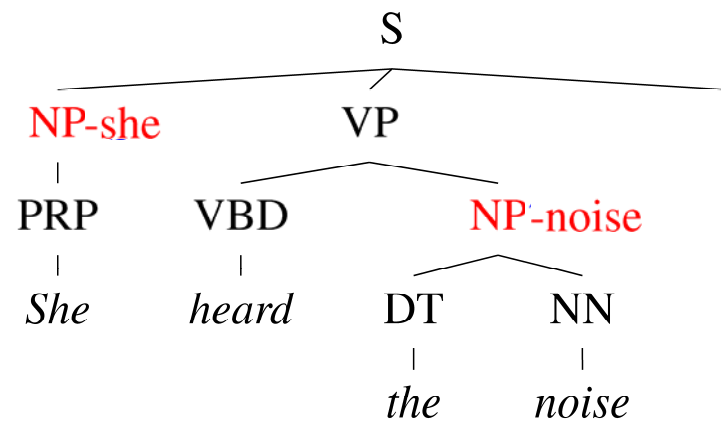 S
NP-she VP
PRP VBD NP-noise
She heard DT NN
the noise